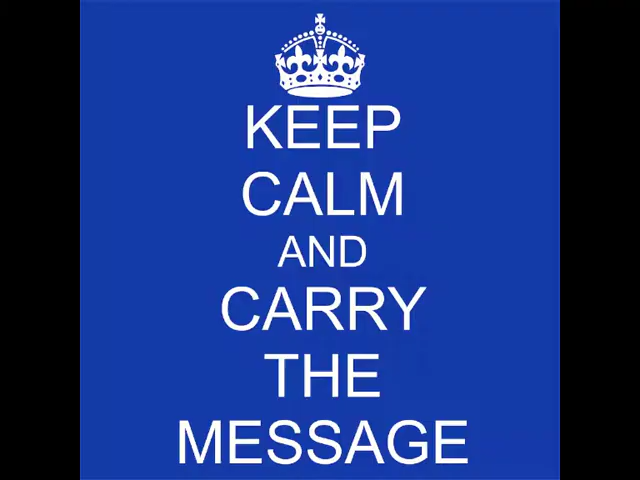 KEEP
CALM
AND
CARRY
THE
MESSAGE